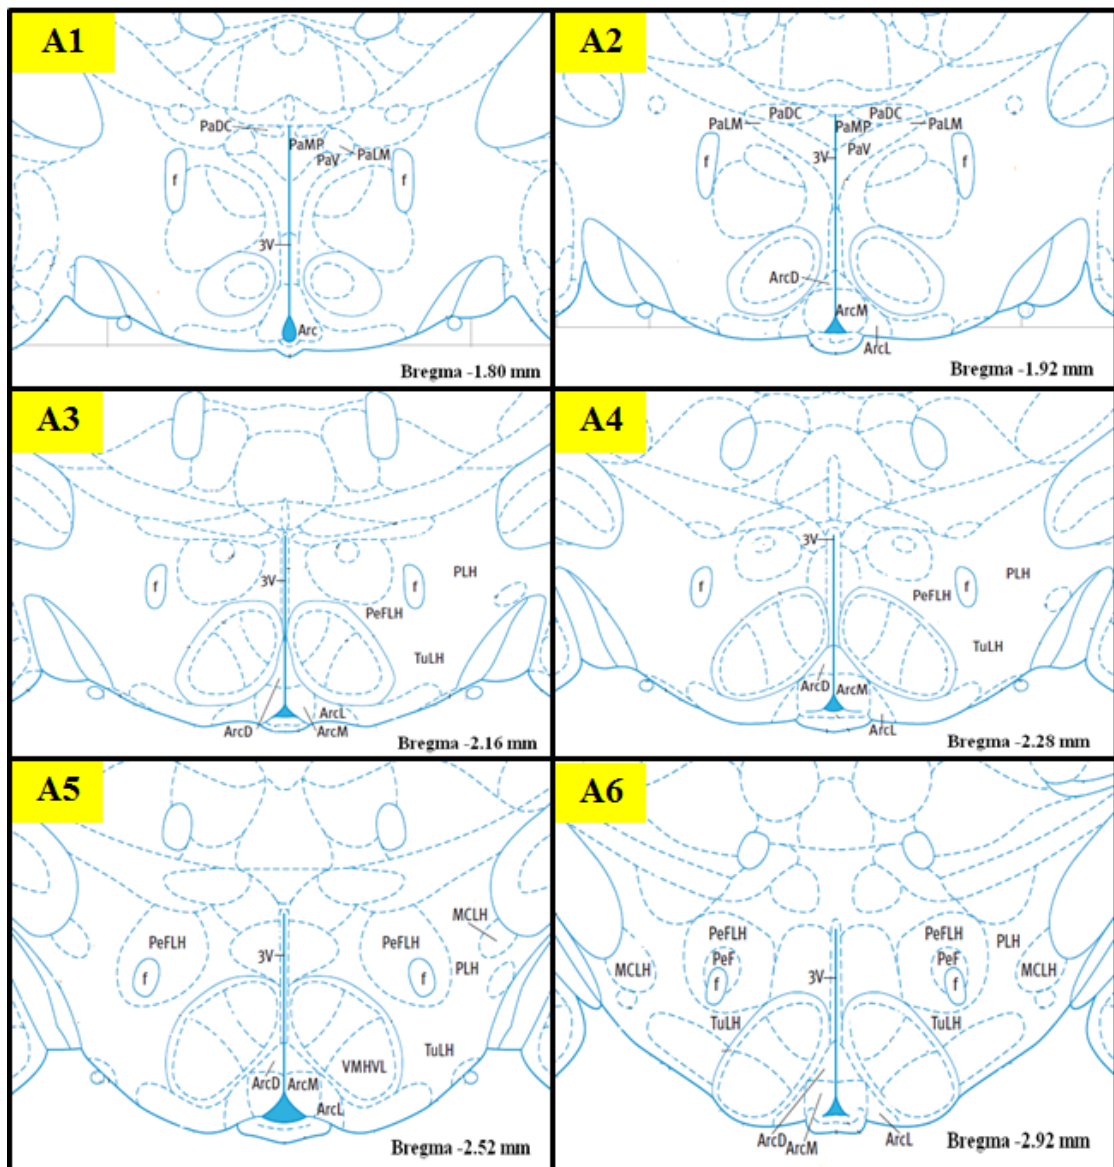 A1
PaDC
PaMP
PaLM
PaV
f
f
3V
Arc
Bregma -1.80 mm
A2
PaDC PaDC
PaLM PaMP PaLM
PaV
3V
f
f
ArcD
ArcM
ArcL
Bregma -1.92 mm
A3
f
f
3V
PLH
PeFLH
TuLH
ArcL
ArcD ArcM
Bregma -2.16 mm
A4
3V
f
f
PLH
PeFLH
TuLH
ArcD ArcM
ArcL
Bregma -2.28 mm
A5
MCLH
PeFLH PeFLH
3V
f
f
PLH
TuLH
VMHVL
ArcD ArcM
ArcL
Bregma -2.52 mm
A6
PeFLH PeFLH
PLH
PeF PeF
MCLH MCLH
f
f
3V
TuLH TuLH
ArcD ArcM ArcL
Bregma -2.92 mm